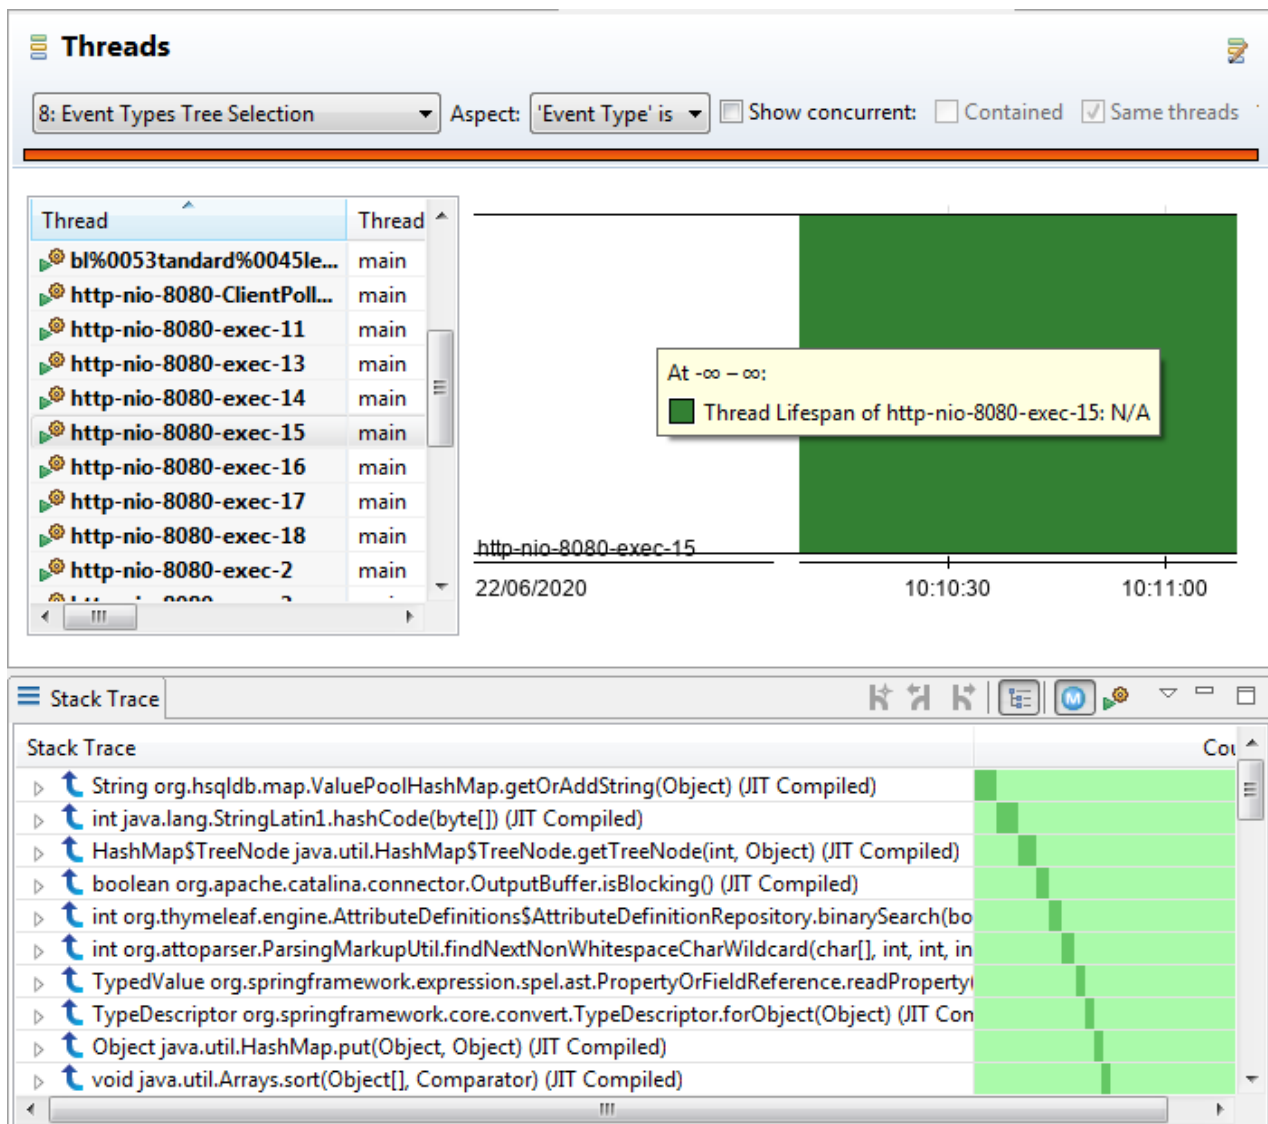 Threads
8: Event Types Tree Selection Aspect: 'Event Type' is Show concurrent: Contained Same threads
Thread Thread
bl%0053tandard%0045le... main
http-nio-8080-ClientPoll... main
http-nio-8080-exec-11 main
http-nio-8080-exec-13 main
http-nio-8080-exec-14 main
http-nio-8080-exec-15 main
http-nio-8080-exec-16 main
http-nio-8080-exec-17 main
http-nio-8080-exec-18 main
http-nio-8080-exec-2 main
At -∞ – ∞:
Thread Lifespan of http-nio-8080-exec-15: N/A
http-nio-8080-exec-15
22/06/2020 10:10:30 10:11:00
Stack Trace
Stack Trace Cou
String org.hsqldb.map.ValuePoolHashMap.getOrAddString(Object) (JIT Compiled)
int java.lang.StringLatin1.hashCode(byte[]) (JIT Compiled)
HashMap$TreeNode java.util.HashMap$TreeNode.getTreeNode(int, Object) (JIT Compiled)
boolean org.apache.catalina.connector.OutputBuffer.isBlocking() (JIT Compiled)
int org.thymeleaf.engine.AttributeDefinitions$AttributeDefinitionRepository.binarySearch(bo
int org.attoparser.ParsingMarkupUtil.findNextNonWhitespaceCharWildcard(char[], int, int, in
TypedValue org.springframework.expression.spel.ast.PropertyOrFieldReference.readProperty(
TypeDescriptor org.springframework.core.convert.TypeDescriptor.forObject(Object) (JIT Com
Object java.util.HashMap.put(Object, Object) (JIT Compiled)
void java.util.Arrays.sort(Object[], Comparator) (JIT Compiled)